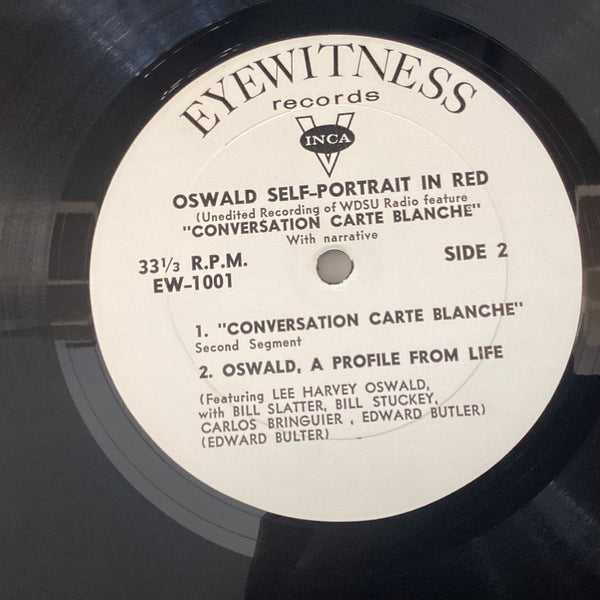 EYEWITNESS
records
INCA
OSWALD SELF-PORTRAIT IN RED
(Unedited Recording of WDSU Radio feature
"CONVERSATION CARTE BLANCHE"
With narrative
33 1/3 R.P.M.
EW-1001
SIDE 2
1. "CONVERSATION CARTE BLANCHE"
Second Segment
2. OSWALD, A PROFILE FROM LIFE
(Featuring LEE HARVEY OSWALD,
with BILL SLATTER, BILL STUCKEY,
CARLOS BRINGUIER , EDWARD BUTLER)
(EDWARD BULTER)